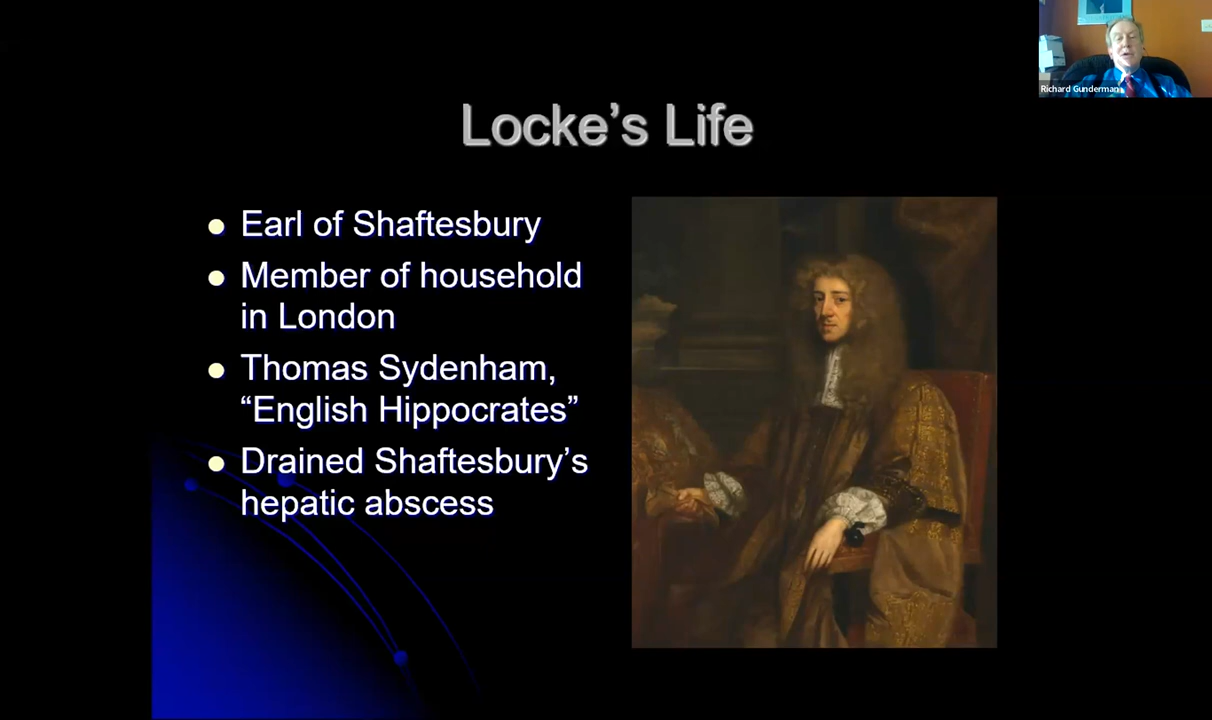 Richard Gunderman
Locke’s Life
Earl of Shaftesbury
Member of household
in London
Thomas Sydenham,
“English Hippocrates”
Drained Shaftesbury’s
hepatic abscess